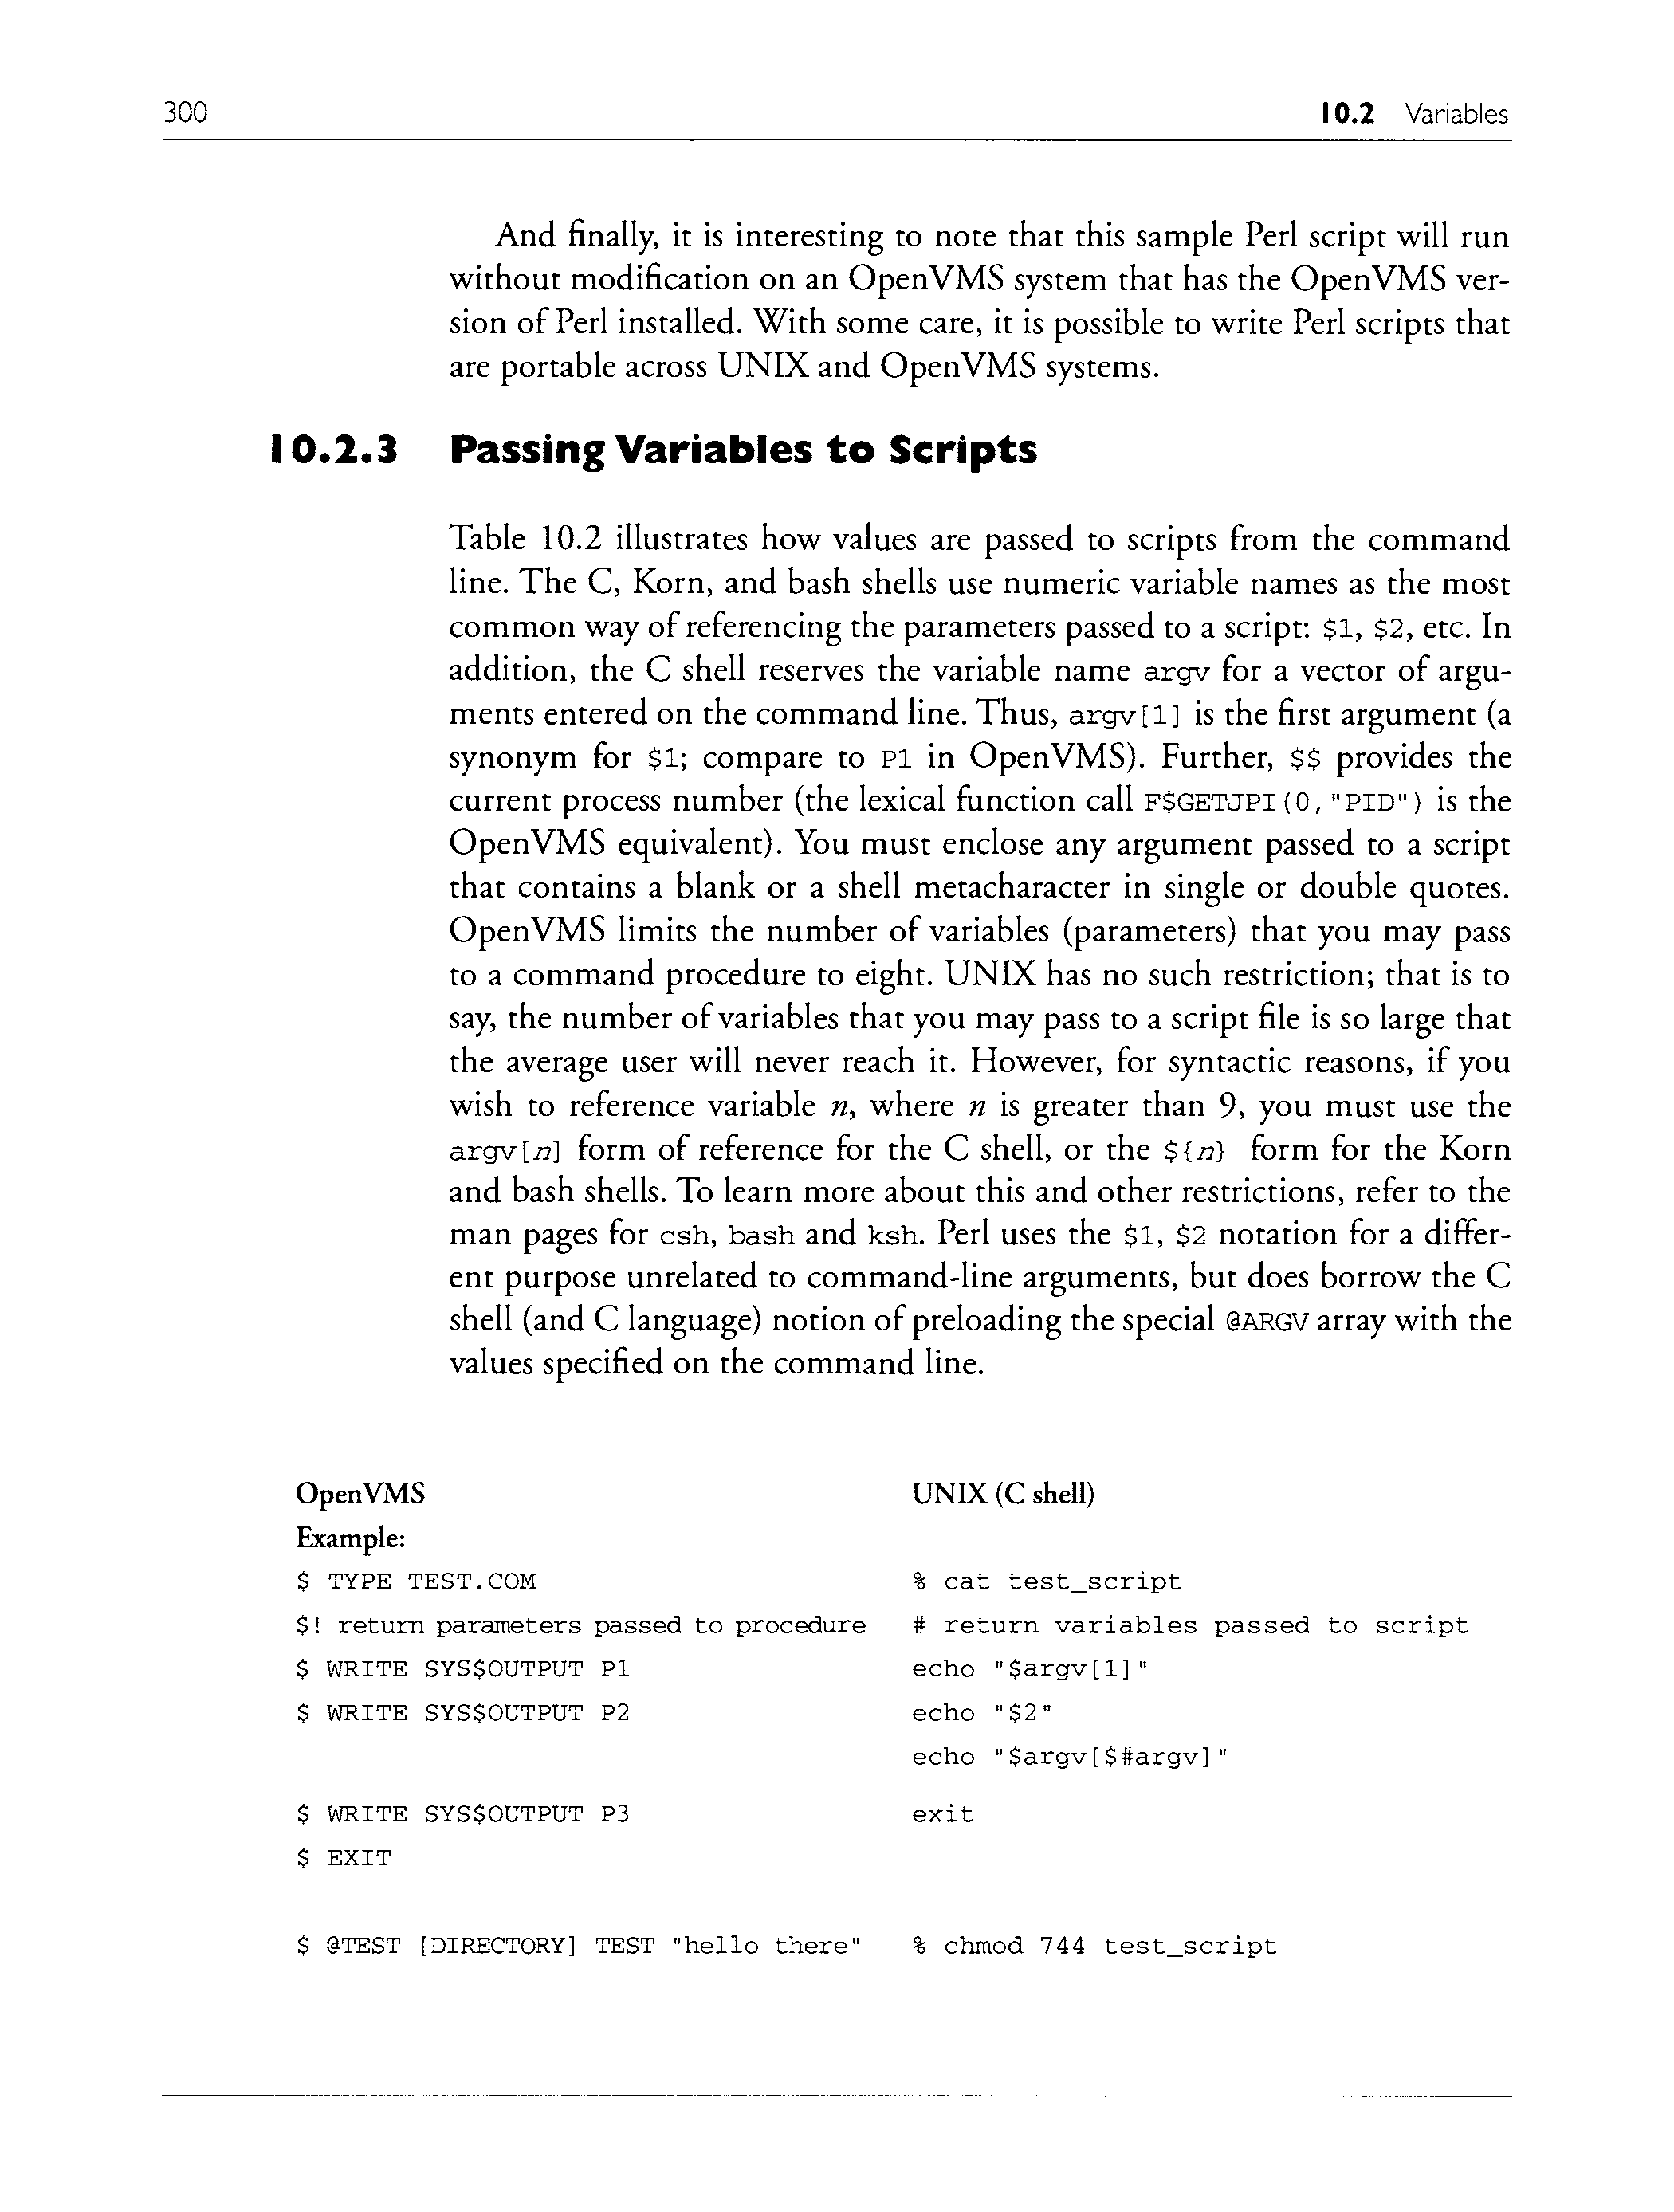 300
10.2 Variables
And finally, it is interesting to note that this sample Perl script will run
without modification on an OpenVMS system that has the OpenVMS ver-
sion of Perl installed. With some care, it is possible to write Perl scripts that
are portable across UNIX and OpenVMS systems.
10.2.3 Passing Variables to Scripts
Table 10.2 illustrates how values are passed to scripts from the command
line. The C, Korn, and bash shells use numeric variable names as the most
common way of referencing the parameters passed to a script: $1, $2, etc. In
addition, the C shell reserves the variable name argv for a vector of argu-
ments entered on the command line. Thus, argv[1] is the first argument (a
synonym for $1; compare to P1 in OpenVMS). Further, $$ provides the
current process number (the lexical function call F$GETJPI(0,"PID") is the
OpenVMS equivalent). You must enclose any argument passed to a script
that contains a blank or a shell metacharacter in single or double quotes.
OpenVMS limits the number of variables (parameters) that you may pass
to a command procedure to eight. UNIX has no such restriction; that is to
say, the number of variables that you may pass to a script file is so large that
the average user will never reach it. However, for syntactic reasons, if you
wish to reference variable n, where n is greater than 9, you must use the
argv[n] form of reference for the C shell, or the ${n} form for the Korn
and bash shells. To learn more about this and other restrictions, refer to the
man pages for csh, bash and ksh. Perl uses the $1, $2 notation for a differ-
ent purpose unrelated to command-line arguments, but does borrow the C
shell (and C language) notion of preloading the special @ARGV array with the
values specified on the command line.
OpenVMS UNIX (C shell)
Example:
$ TYPE TEST.COM % cat test_script
$! return parameters passed to procedure # return variables passed to script
$ WRITE SYS$OUTPUT P1 echo "$argv[1]"
$ WRITE SYS$OUTPUT P2 echo "$2"
echo "$argv[$#argv]"
$ WRITE SYS$OUTPUT P3 exit
$ EXIT
$ @TEST [DIRECTORY] TEST "hello there" % chmod 744 test_script